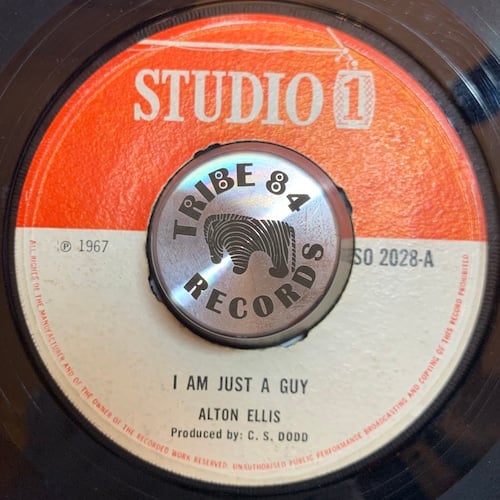 STUDIO 1
TRIBE 84
RECORDS
℗ 1967
SO 2028-A
I AM JUST A GUY
ALTON ELLIS
Produced by: C. S. DODD
ALL RIGHTS OF THE MANUFACTURER AND OF THE OWNER OF THE RECORDED WORK RESERVED. UNAUTHORISED PUBLIC PERFORMANCE BROADCASTING AND COPYING OF THIS RECORD PROHIBITED.